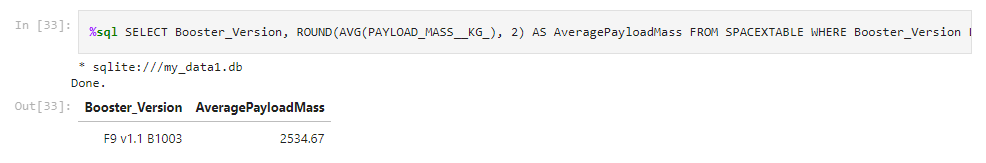 In [33]: %sql SELECT Booster_Version, ROUND(AVG(PAYLOAD_MASS__KG_), 2) AS AveragePayloadMass FROM SPACEXTABLE WHERE Booster_Version
* sqlite:///my_data1.db
Done.
Out[33]: Booster_Version AveragePayloadMass
F9 v1.1 B1003 2534.67